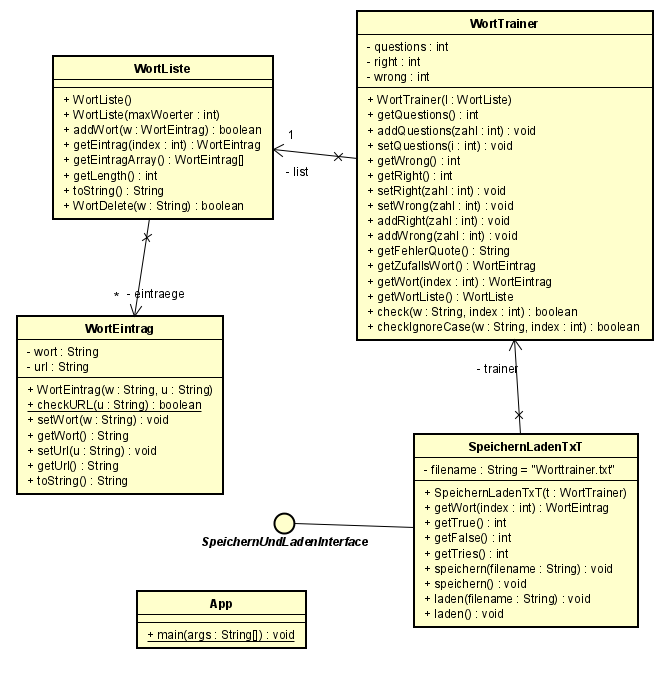 WortTrainer
- questions : int
- right : int
- wrong : int
+ WortTrainer(l : WortListe)
+ getQuestions() : int
+ addQuestions(zahl : int) : void
+ setQuestions(i : int) : void
+ getWrong() : int
+ getRight() : int
+ setRight(zahl : int) : void
+ setWrong(zahl : int) : void
+ addRight(zahl : int) : void
+ addWrong(zahl : int) : void
+ getFehlerQuote() : String
+ getZufallsWort() : WortEintrag
+ getWort(index : int) : WortEintrag
+ getWortListe() : WortListe
+ check(w : String, index : int) : boolean
+ checkIgnoreCase(w : String, index : int) : boolean
WortListe
+ WortListe()
+ WortListe(maxWoerter : int)
+ addWort(w : WortEintrag) : boolean
+ getEintrag(index : int) : WortEintrag
+ getEintragArray() : WortEintrag[]
+ getLength() : int
+ toString() : String
+ WortDelete(w : String) : boolean
1
- list
* - eintraege
WortEintrag
- wort : String
- url : String
+ WortEintrag(w : String, u : String)
+ checkURL(u : String) : boolean
+ setWort(w : String) : void
+ getWort() : String
+ setUrl(u : String) : void
+ getUrl() : String
+ toString() : String
- trainer
SpeichernLadenTxT
- filename : String = "Worttrainer.txt"
+ SpeichernLadenTxT(t : WortTrainer)
+ getWort(index : int) : WortEintrag
+ getTrue() : int
+ getFalse() : int
+ getTries() : int
+ speichern(filename : String) : void
+ speichern() : void
+ laden(filename : String) : void
+ laden() : void
SpeichernUndLadenInterface
App
+ main(args : String[]) : void